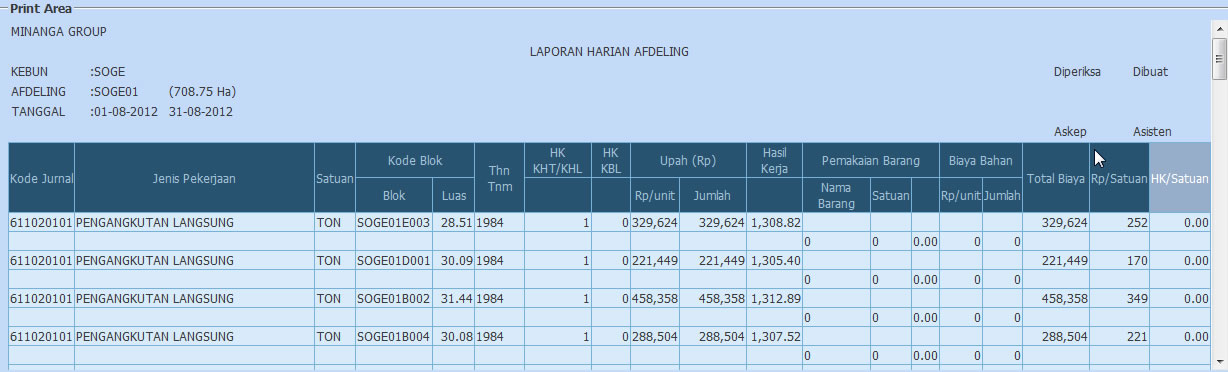 Print Area
MINANGA GROUP
LAPORAN HARIAN AFDELING
KEBUN :SOGE Diperiksa Dibuat
AFDELING :SOGE01 (708.75 Ha)
TANGGAL :01-08-2012 31-08-2012
Askep Asisten
Kode Jurnal Jenis Pekerjaan Satuan Kode Blok Thn Tnm HK KHT/KHL HK KBL Upah (Rp) Hasil Kerja Pemakaian Barang Biaya Bahan Total Biaya Rp/Satuan HK/Satuan
Blok Luas Rp/unit Jumlah Nama Barang Satuan Rp/unit Jumlah
611020101 PENGANGKUTAN LANGSUNG TON SOGE01E003 28.51 1984 1 0 329,624 329,624 1,308.82 329,624 252 0.00
0 0 0.00 0 0
611020101 PENGANGKUTAN LANGSUNG TON SOGE01D001 30.09 1984 1 0 221,449 221,449 1,305.40 221,449 170 0.00
0 0 0.00 0 0
611020101 PENGANGKUTAN LANGSUNG TON SOGE01B002 31.44 1984 1 0 458,358 458,358 1,312.89 458,358 349 0.00
0 0 0.00 0 0
611020101 PENGANGKUTAN LANGSUNG TON SOGE01B004 30.08 1984 1 0 288,504 288,504 1,307.52 288,504 221 0.00
0 0 0.00 0 0